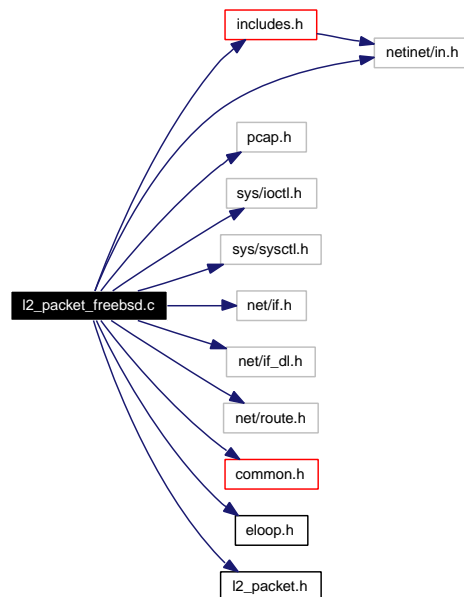 includes.h
netinet/in.h
pcap.h
sys/ioctl.h
sys/sysctl.h
l2_packet_freebsd.c
net/if.h
net/if_dl.h
net/route.h
common.h
eloop.h
l2_packet.h